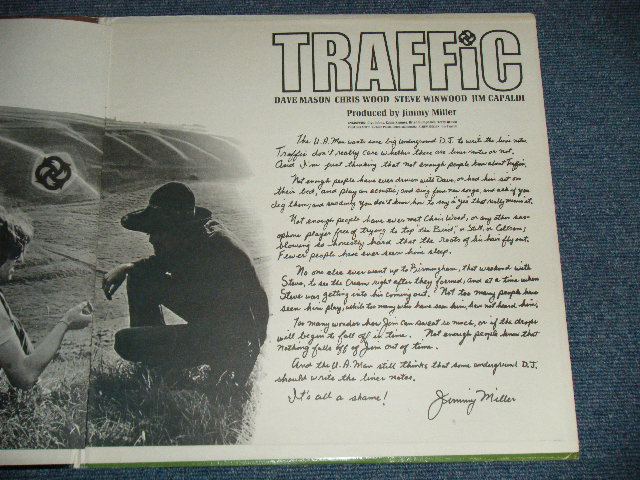 TRAFFiC
DAVE MASON CHRIS WOOD STEVE WINWOOD JIM CAPALDI
Produced by Jimmy Miller
The U.A. Man wants some big underground D.J. to write the liner notes.
Traffic don't really care whether there are liner notes or not.
And I'm just thinking that not enough people know about Traffic.
Not enough people have ever driven with Dave, or had him sit on
their bed, and play an acoustic, and sing four new songs, and ask if you
dig them; and suddenly you don't know how to say a "yes" that really means it.
Not enough people have ever met Chris Wood, or any other sax-
ophone player free of trying to top "the Bird," or Stitt, or Coltrane;
blowing so honestly hard that the roots of his hair fly out.
Fewer people have ever seen him sleep.
No one else ever went up to Birmingham, that weekend with
Steve, to see the Cream right after they formed, and at a time when
Steve was getting into his coming out. Not too many people have
seen him play, while too many who have seen him, have not heard him.
Too many wonder how Jim can sweat so much, or if the drops
will begin to fall off in time. Not enough people know that
Nothing falls off of Jim out of time.
And the U.A. Man still thinks that some underground D.J.
should write the liner notes.
It's all a shame!
Jimmy Miller